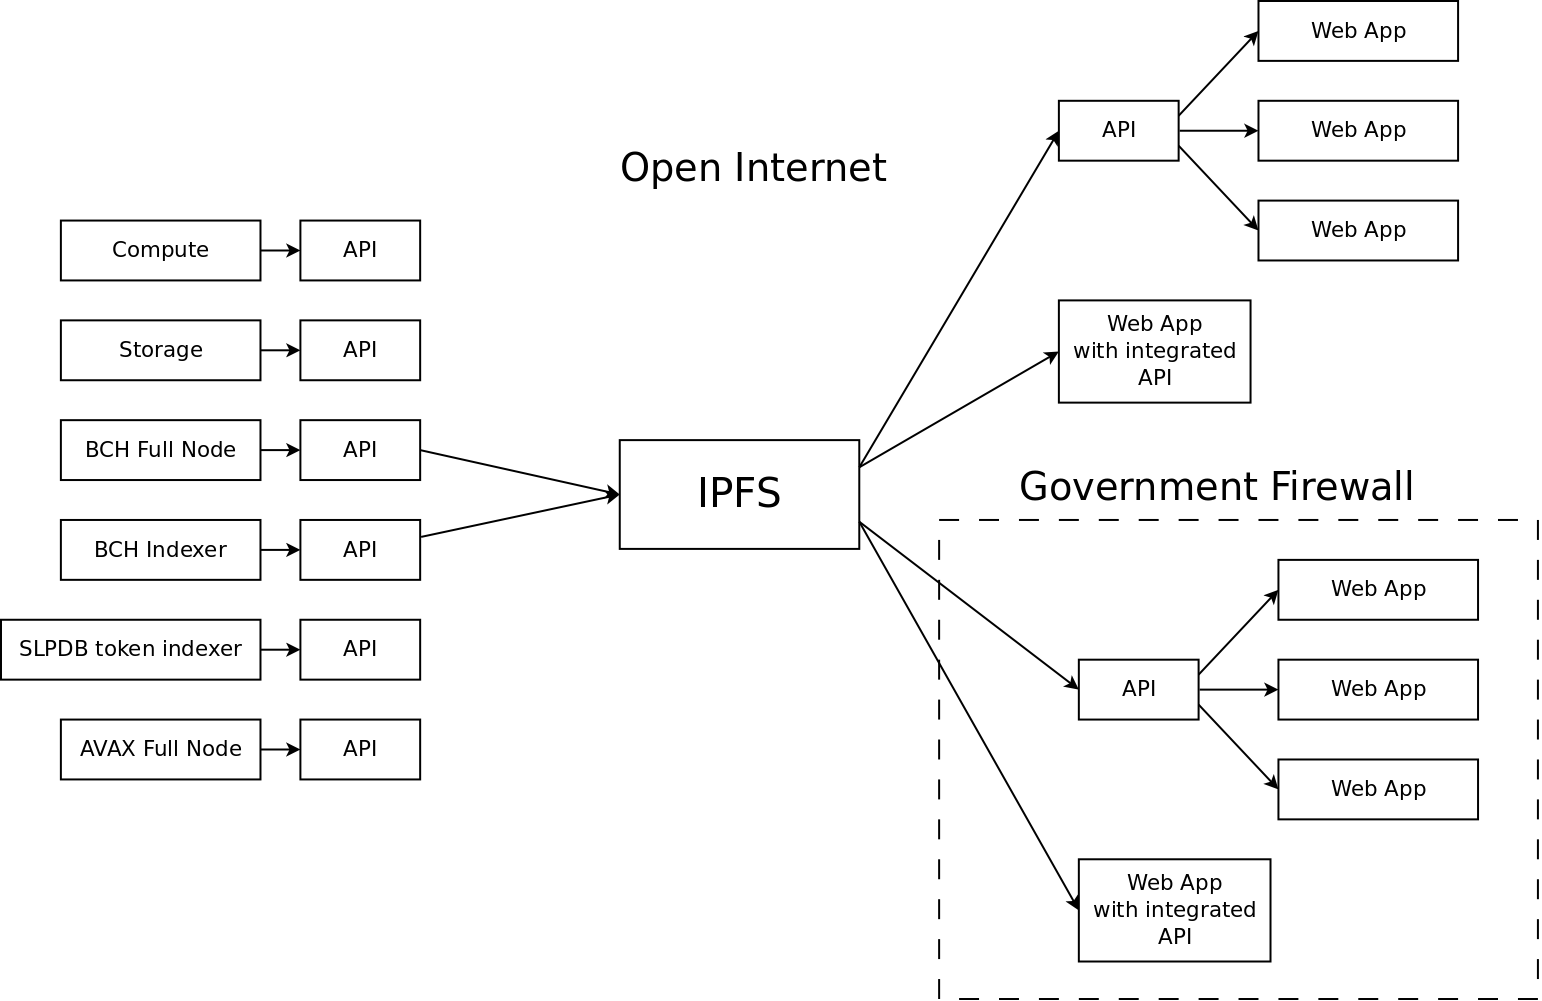 Web App
API
Web App
Web App
Open Internet
Compute
API
Storage
API
BCH Full Node
API
BCH Indexer
API
SLPDB token indexer
API
AVAX Full Node
API
IPFS
Web App
with integrated
API
Government Firewall
Web App
API
Web App
Web App
Web App
with integrated
API